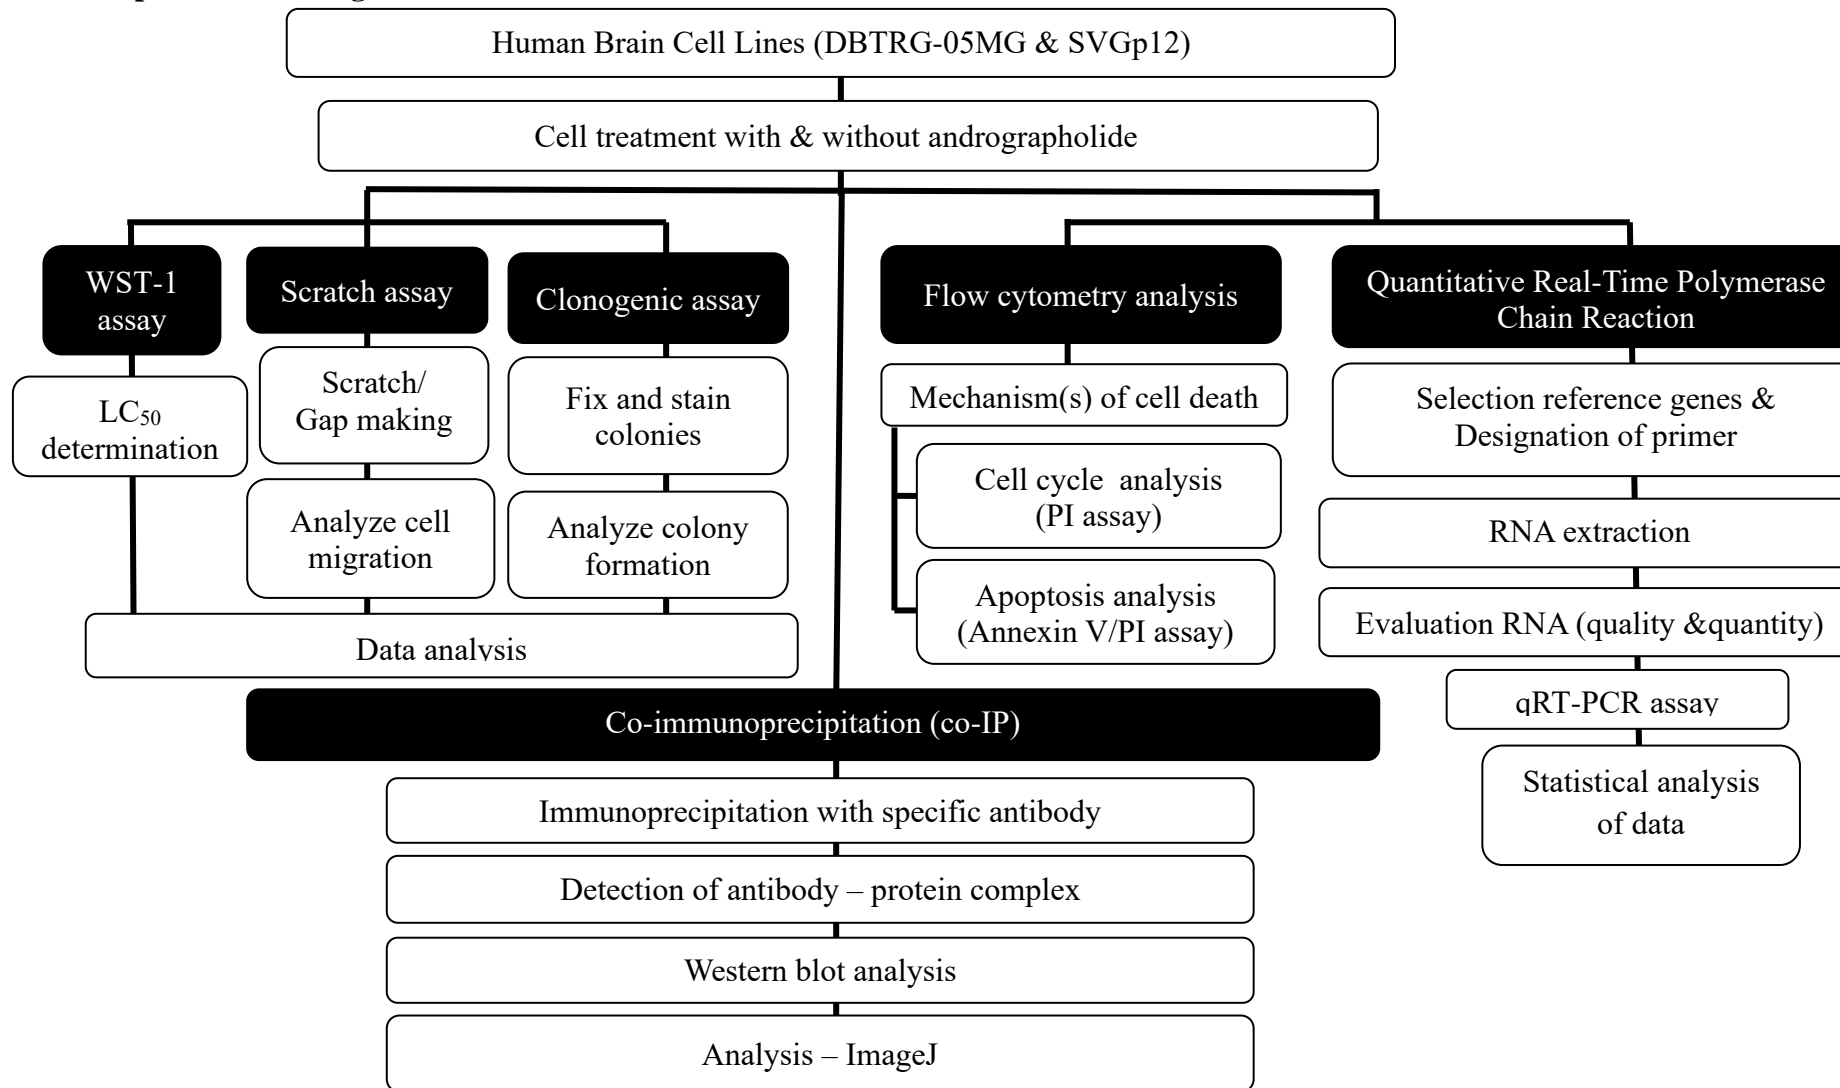 Human Brain Cell Lines (DBTRG-05MG & SVGp12)
Cell treatment with & without andrographolide
WST-1
assay
LC50
determination
Scratch assay
Scratch/
Gap making
Analyze cell
migration
Clonogenic assay
Fix and stain
colonies
Analyze colony
formation
Data analysis
Flow cytometry analysis
Mechanism(s) of cell death
Cell cycle analysis
(PI assay)
Apoptosis analysis
(Annexin V/PI assay)
Quantitative Real-Time Polymerase
Chain Reaction
Selection reference genes &
Designation of primer
RNA extraction
Evaluation RNA (quality &quantity)
qRT-PCR assay
Statistical analysis
of data
Co-immunoprecipitation (co-IP)
Immunoprecipitation with specific antibody
Detection of antibody – protein complex
Western blot analysis
Analysis – ImageJ